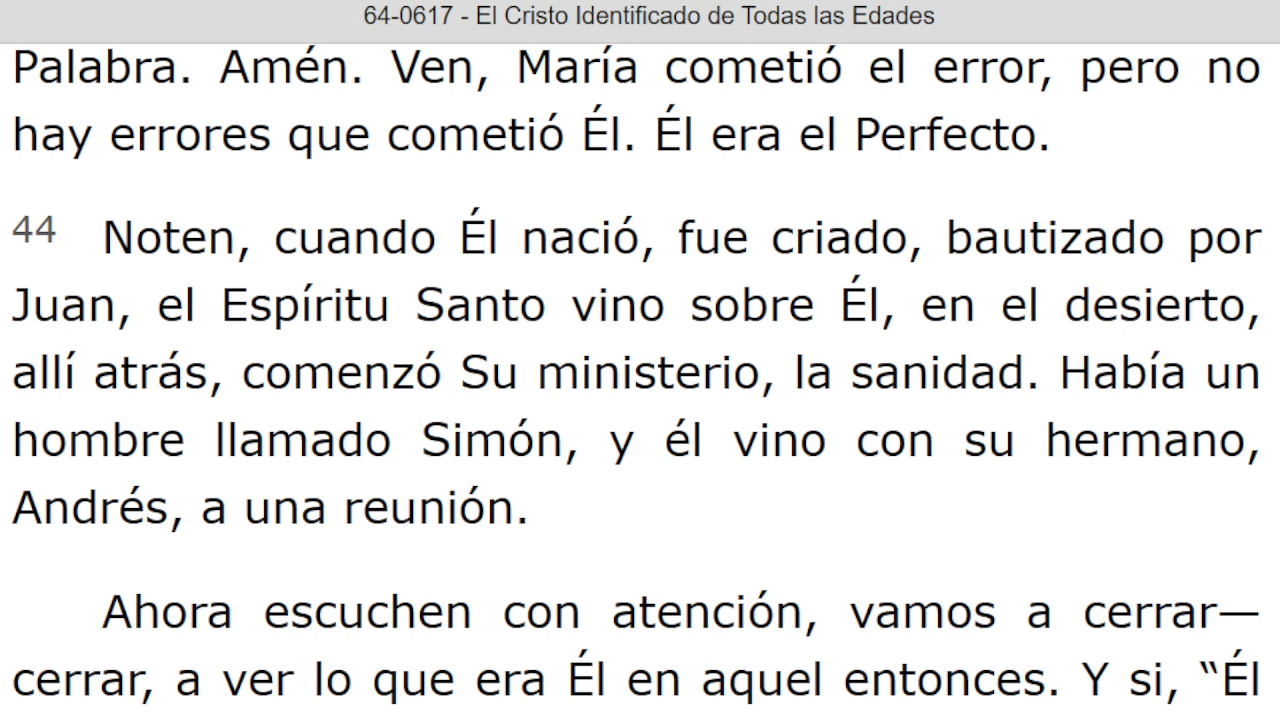 64-0617 - El Cristo Identificado de Todas las Edades
Palabra. Amén. Ven, María cometió el error, pero no
hay errores que cometió Él. Él era el Perfecto.
44 Noten, cuando Él nació, fue criado, bautizado por
Juan, el Espíritu Santo vino sobre Él, en el desierto,
allí atrás, comenzó Su ministerio, la sanidad. Había un
hombre llamado Simón, y él vino con su hermano,
Andrés, a una reunión.
Ahora escuchen con atención, vamos a cerrar—
cerrar, a ver lo que era Él en aquel entonces. Y si, “Él